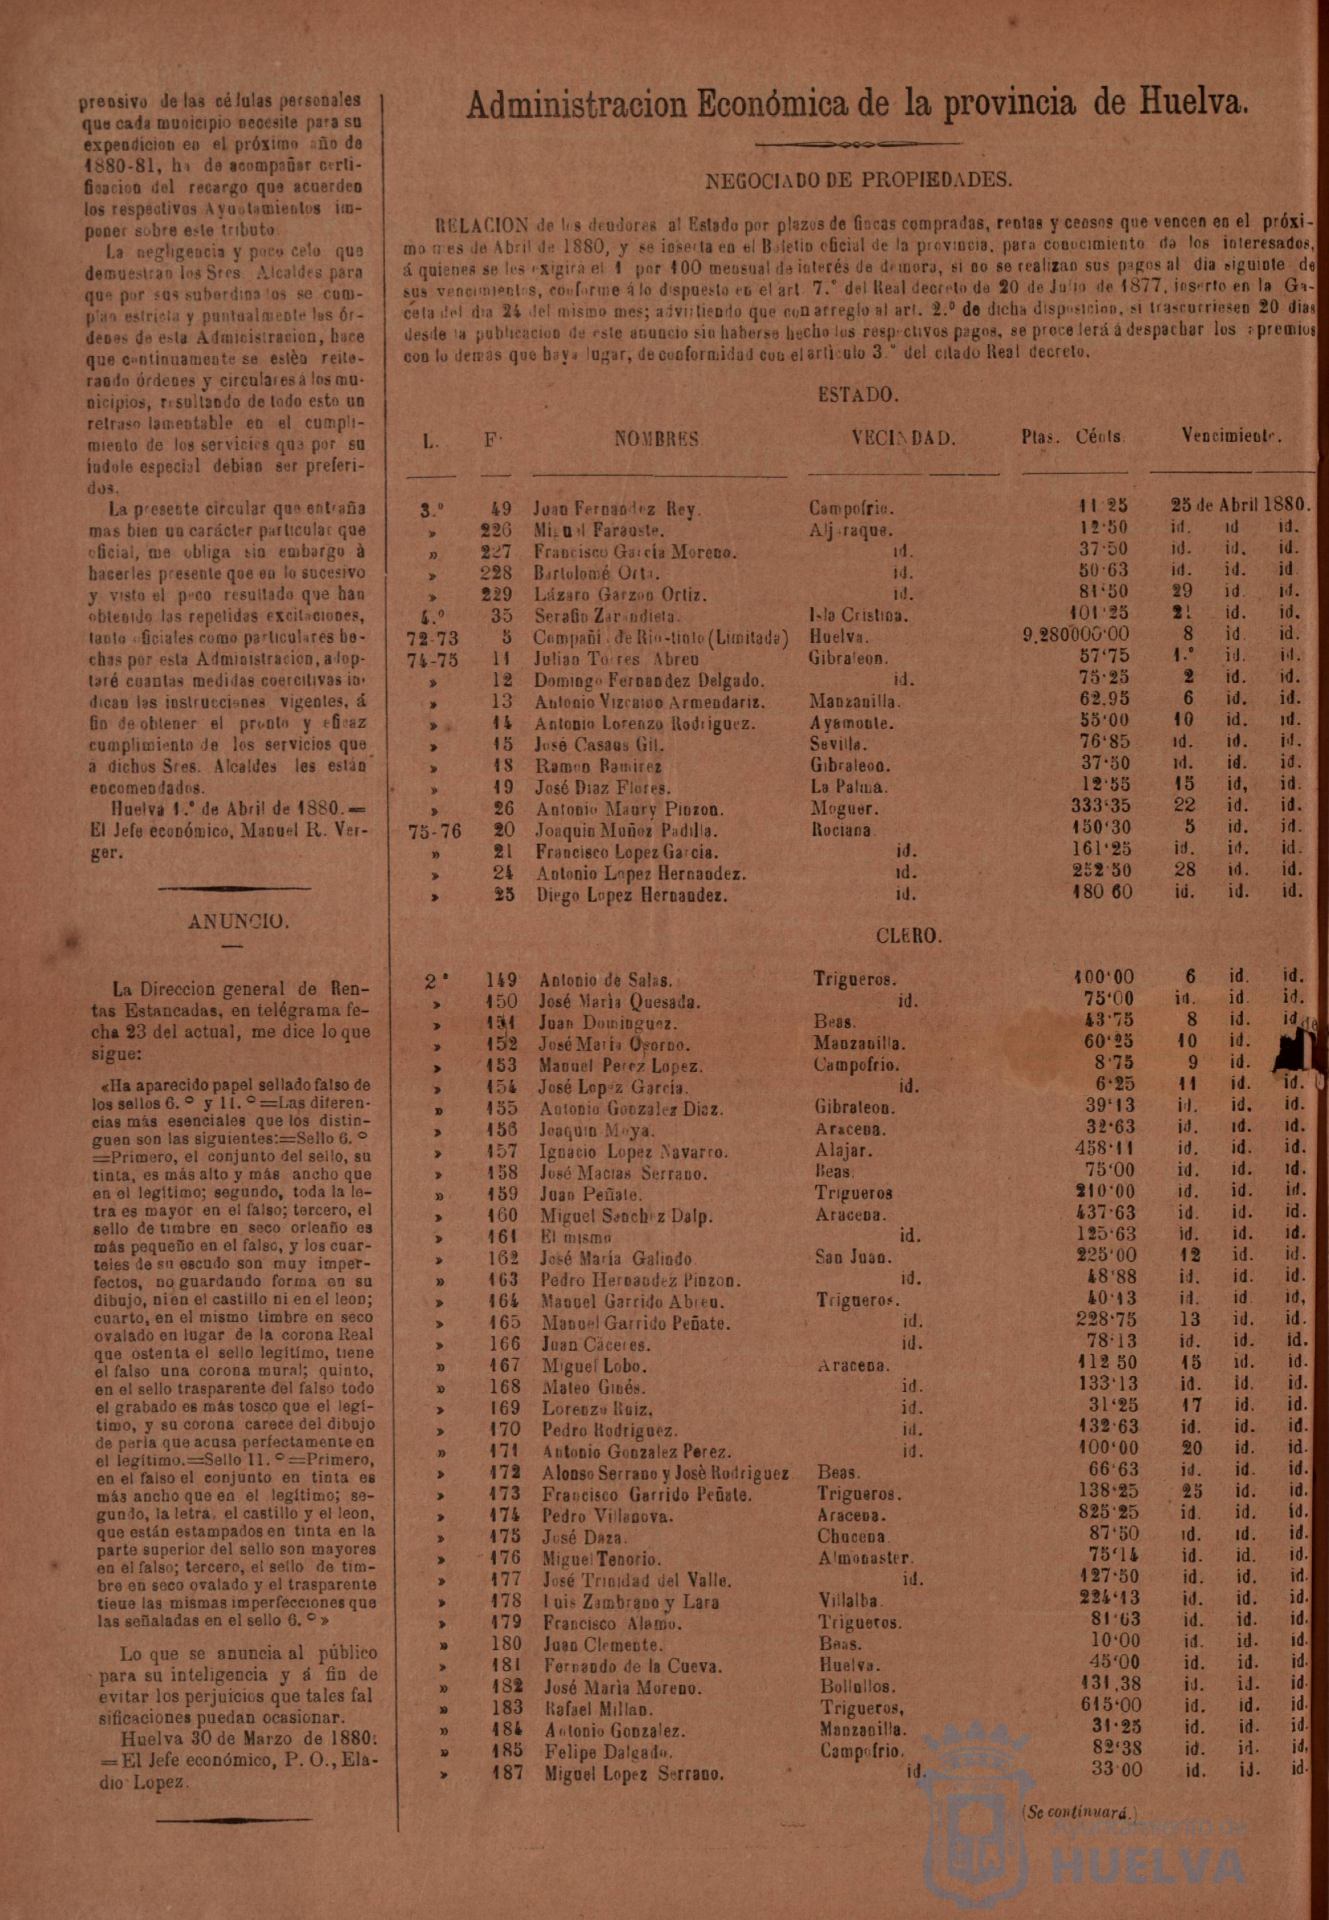 prensivo de las células personales
que cada municipio necesite para su
expendicion en el próximo año de
1880-81, ha de acompañar certi-
ficacion del recargo que acuerden
los respectivos Ayuntamientos im-
poner sobre este tributo.
La negligencia y poco celo que
demuestran los Sres. Alcaldes para
que por sus subordinados se cum-
plan estricta y puntualmente las ór-
denes de esta Administracion, hace
que continuamente se estén reite-
rando órdenes y circulares á los mu-
nicipios, resultando de todo esto un
retraso lamentable en el cumpli-
miento de los servicios que por su
indole especial debian ser preferi-
dos.
La presente circular que entraña
mas bien un carácter particular que
oficial, me obliga sin embargo á
hacerles presente que en lo sucesivo
y visto el poco resultado que han
obtenido las repetidas excitaciones,
tanto oficiales como particulares he-
chas por esta Administracion, adop-
taré cuantas medidas coercitivas in-
dican las instrucciones vigentes, á
fin de obtener el pronto y eficaz
cumplimiento de los servicios que
á dichos Sres. Alcaldes les están
encomendados.
Huelva 1.º de Abril de 1880.=
El Jefe económico, Manuel R. Ver-
ger.
ANUNCIO.
La Direccion general de Ren-
tas Estancadas, en telégrama fe-
cha 23 del actual, me dice lo que
sigue:
«Ha aparecido papel sellado falso de
los sellos 6.º y 11.º=Las diferen-
cias más esenciales que los distin-
guen son las siguientes:=Sello 6.º
=Primero, el conjunto del sello, su
tinta, es más alto y más ancho que
en el legítimo; segundo, toda la le-
tra es mayor en el falso; tercero, el
sello de timbre en seco orleaño es
más pequeño en el falso, y los cuar-
teies de su escudo son muy imper-
fectos, no guardando forma en su
dibujo, ni en el castillo ni en el leon;
cuarto, en el mismo timbre en seco
ovalado en lugar de la corona Real
que ostenta el sello legítimo, tiene
el falso una corona mural; quinto,
en el sello trasparente del falso todo
el grabado es más tosco que el legí-
timo, y su corona carece del dibujo
de perla que acusa perfectamente en
el legítimo.=Sello 11.º=Primero,
en el falso el conjunto en tinta es
más ancho que en el legítimo; se-
gundo, la letra, el castillo y el leon,
que están estampados en tinta en la
parte superior del sello son mayores
en el falso; tercero, el sello de tim-
bre en seco ovalado y el trasparente
tieue las mismas imperfecciones que
las señaladas en el sello 6.º»
Lo que se anuncia al público
para su inteligencia y á fin de
evitar los perjuicios que tales fal
sificaciones puedan ocasionar.
Huelva 30 de Marzo de 1880:
=El Jefe económico, P. O., Ela-
dio Lopez.
Administracion Económica de la provincia de Huelva.
NEGOCIADO DE PROPIEDADES.
RELACION de los deudores al Estado por plazos de fincas compradas, rentas y censos que vencen en el próxi-
mo mes de Abril de 1880, y se inserta en el Boletin oficial de la provincia, para conocimiento de los interesados,
á quienes se les exigirá el 1 por 100 mensual de interés de demora, si no se realizan sus pagos al dia siguiente de
sus vencimientos, conforme á lo dispuesto en el art 7.º del Real decreto de 20 de Julio de 1877, inserto en la Ga-
ceta del dia 24 del mismo mes; advirtiendo que con arreglo al art. 2.º de dicha disposicion, si trascurriesen 20 dias
desde la publicacion de este anuncio sin haberse hecho los respectivos pagos, se procelerá á despachar los apremios
con lo demás que haya lugar, de conformidad con el artículo 3.º del citado Real decreto.
ESTADO.
L. F. NOMBRES VECINDAD. Ptas. Cénts. Vencimiento.
3.º 49 Juan Fernandez Rey. Campofrio. 11 25 25 de Abril 1880.
» 226 Miguel Farauste. Aljaraque. 12'50 id. id id.
» 227 Francisco García Moreno. id. 37'50 id. id. id.
» 228 Bartolomé Orta. id. 50'63 id. id. id.
» 229 Lázaro Garzon Ortiz. id. 81'50 29 id. id.
4.º 35 Serafin Zarandieta. Isla Cristina. 101'25 id. id.
72-73 5 Compañi. de Rio-tinto (Limitada) Huelva. 9.280000'00 8 id. id.
74-75 11 Julian Torres Abreu Gibraleon. 57'75 1.º id. id.
» 12 Domingo Fernandez Delgado. id. 75'25 2 id. id.
» 13 Antonio Vizcaino Armendariz. Manzanilla. 62.95 6 id. id.
» 14 Antonio Lorenzo Rodriguez. Ayamonte. 55'00 10 id. id.
» 15 José Casaus Gil. Sevilla. 76'85 id. id. id.
» 18 Ramon Ramirez Gibraleon. 37'50 id. id. id.
» 19 José Diaz Flores. La Palma. 12'55 15 id, id.
» 26 Antonio Maury Pinzon. Moguer. 333'35 22 id. id.
75-76 20 Joaquin Muñoz Padilla. Rociana. 150'30 5 id. id.
» 21 Francisco Lopez Garcia. id. 161'25 id. id. id.
» 24 Antonio Lopez Hernandez. id. 252'50 28 id. id.
» 25 Diego Lopez Hernandez. id. 180 60 id. id. id.
CLERO.
2º 149 Antonio de Salas. Trigueros. 100'00 6 id. id.
» 150 José Maria Quesada. id. 75'00 id. id. id.
» 151 Juan Dominguez. Beas. 43'75 8 id. id
» 152 José Maria Osorno. Manzanilla. 60'25 10 id.
» 153 Manuel Perez Lopez. Campofrio. 8'75 9 id.
» 154 José Lopez García. id. 6'25 11 id. id.
» 155 Antonio Gonzalez Diaz. Gibraleon. 39'13 id. id. id.
» 156 Joaquin Moya. Aracena. 32'63 id. id. id.
» 157 Ignacio Lopez Navarro. Alajar. 458'11 id. id. id.
» 158 José Macias Serrano. Beas. 75'00 id. id. id.
» 159 Juan Peñate. Trigueros 210'00 id. id. id.
» 160 Miguel Sanchez Dalp. Aracena. 437'63 id. id. id.
» 161 El mismo id. 125'63 id. id. id.
» 162 José María Galindo San Juan. 225'00 12 id. id.
» 163 Pedro Hernandez Pinzon. id. 48'88 id. id. id.
» 164 Manuel Garrido Abreu. Trigueros. 40'13 id. id. id,
» 165 Manuel Garrido Peñate. id. 228'75 13 id. id.
» 166 Juan Cáceres. id. 78'13 id. id. id.
» 167 Miguel Lobo. Aracena. 112 50 15 id. id.
» 168 Mateo Ginés. id. 133'13 id. id. id.
» 169 Lorenzo Ruiz, id. 31'25 17 id. id.
» 170 Pedro Rodriguez. id. 132'63 id. id. id.
» 171 Antonio Gonzalez Perez. id. 100'00 20 id. id.
» 172 Alonso Serrano y Josè Rodriguez Beas. 66'63 id. id. id.
» 173 Francisco Garrido Peñate. Trigueros. 138'25 25 id. id.
» 174 Pedro Villanova. Aracena. 825'25 id. id. id.
» 175 José Daza. Chucena 87'50 id. id. id.
» 176 Miguel Tenorio. Almonaster. 75'14 id. id. id.
» 177 José Trinidad del Valle. id. 127'50 id. id. id.
» 178 Luis Zambrano y Lara Villalba. 224'13 id. id. id.
» 179 Francisco Alamo. Trigueros. 81'63 id. id. id.
» 180 Juan Clemente. Beas. 10'00 id. id. id.
» 181 Fernando de la Cueva. Huelva. 45'00 id. id. id.
» 182 José Maria Moreno. Bollullos. 131,38 id. id. id.
» 183 Rafael Millan. Trigueros, 615'00 id. id. id.
» 184 Antonio Gonzalez. Manzanilla. 31'25 id. id. id.
» 185 Felipe Dalgado. Campofrio. 82'38 id. id. id,
» 187 Miguel Lopez Serrano. id. 33'00 id. id. id.
(Se continuará.)
Ayuntamiento de
HUELVA